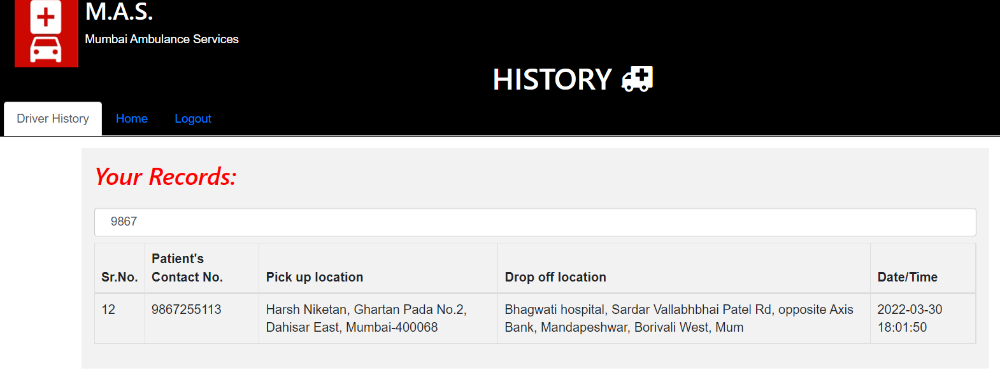 M.A.S.
Mumbai Ambulance Services
HISTORY
Driver History Home Logout
Your Records:
9867
Sr.No. Patient's Contact No. Pick up location Drop off location Date/Time
12 9867255113 Harsh Niketan, Ghartan Pada No.2, Bhagwati hospital, Sardar Vallabhbhai Patel Rd, opposite Axis 2022-03-30
Dahisar East, Mumbai-400068 Bank, Mandapeshwar, Borivali West, Mum 18:01:50